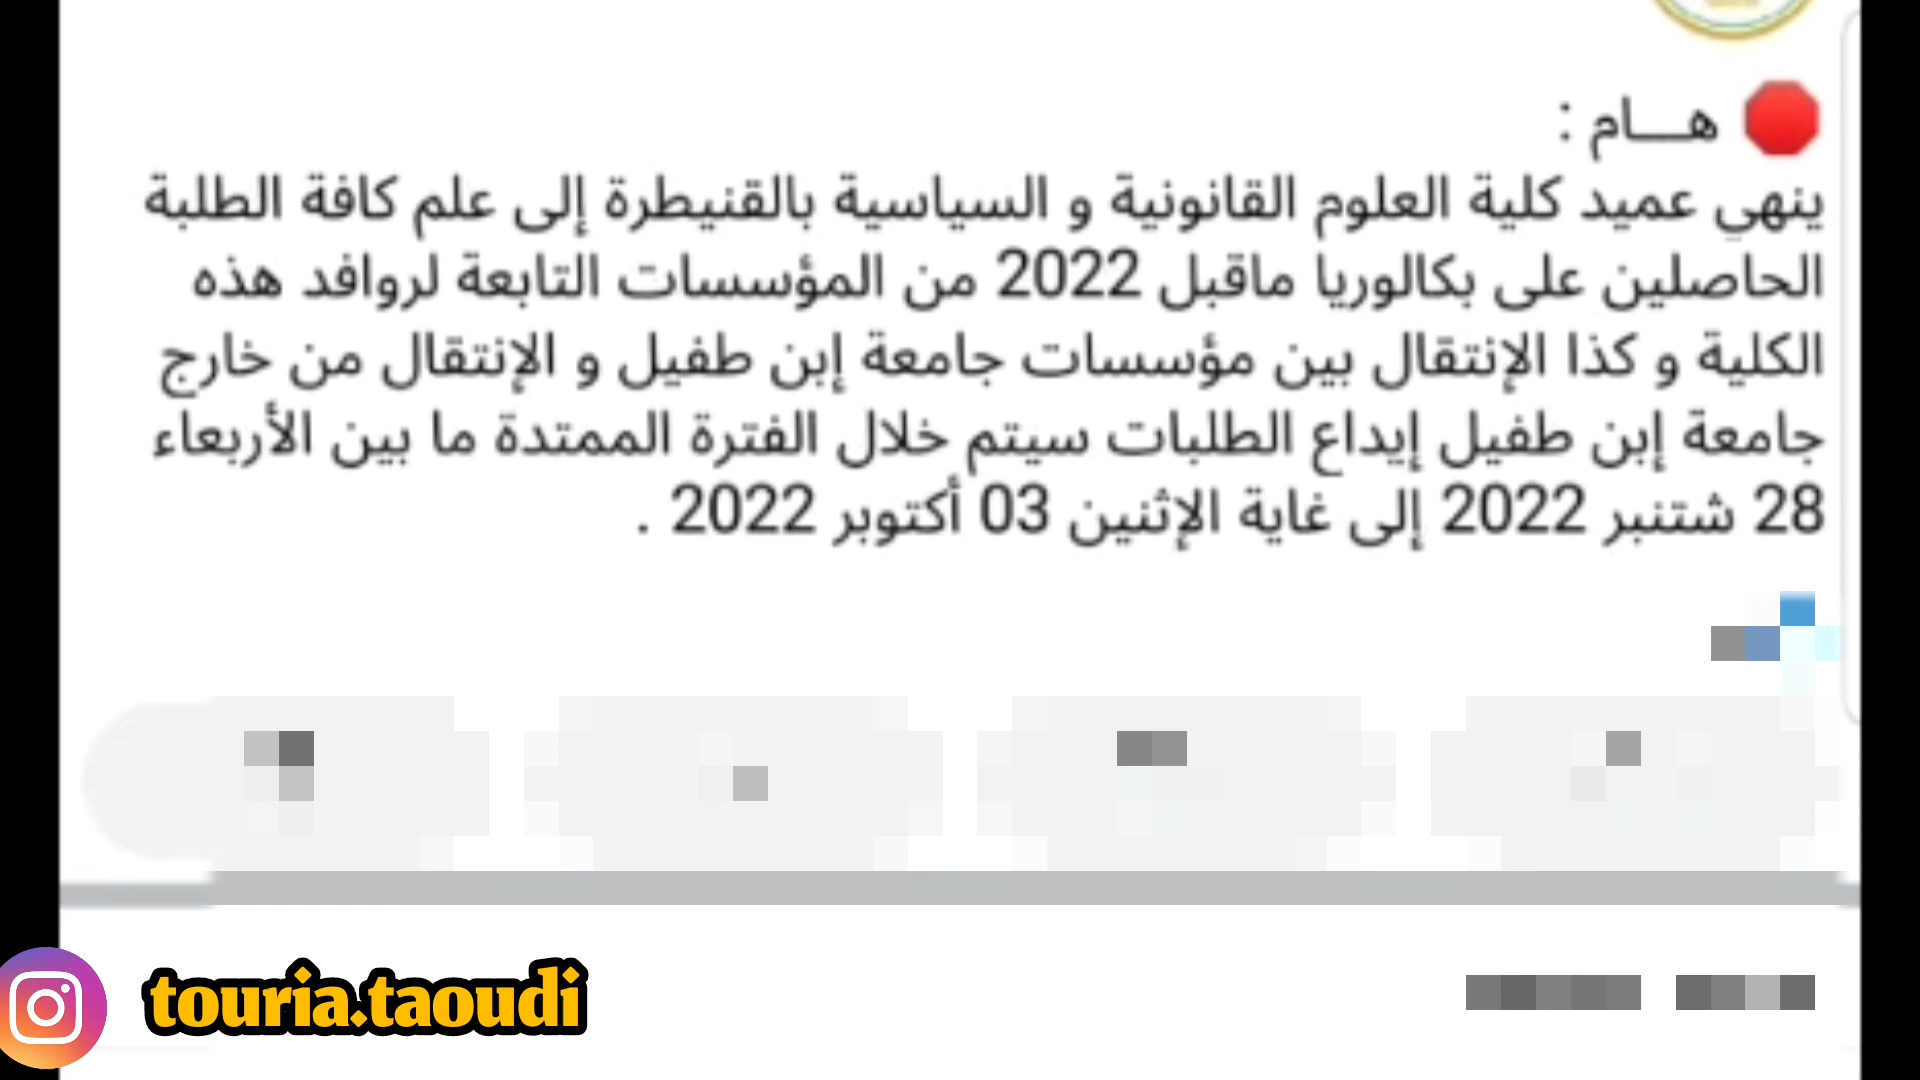 هـــام :
ينهي عميد كلية العلوم القانونية و السياسية بالقنيطرة إلى علم كافة الطلبة
الحاصلين على بكالوريا ماقبل 2022 من المؤسسات التابعة لروافد هذه
الكلية و كذا الإنتقال بين مؤسسات جامعة إبن طفيل و الإنتقال من خارج
جامعة إبن طفيل إيداع الطلبات سيتم خلال الفترة الممتدة ما بين الأربعاء
28 شتنبر 2022 إلى غاية الإثنين 03 أكتوبر 2022 .
touria.taoudi